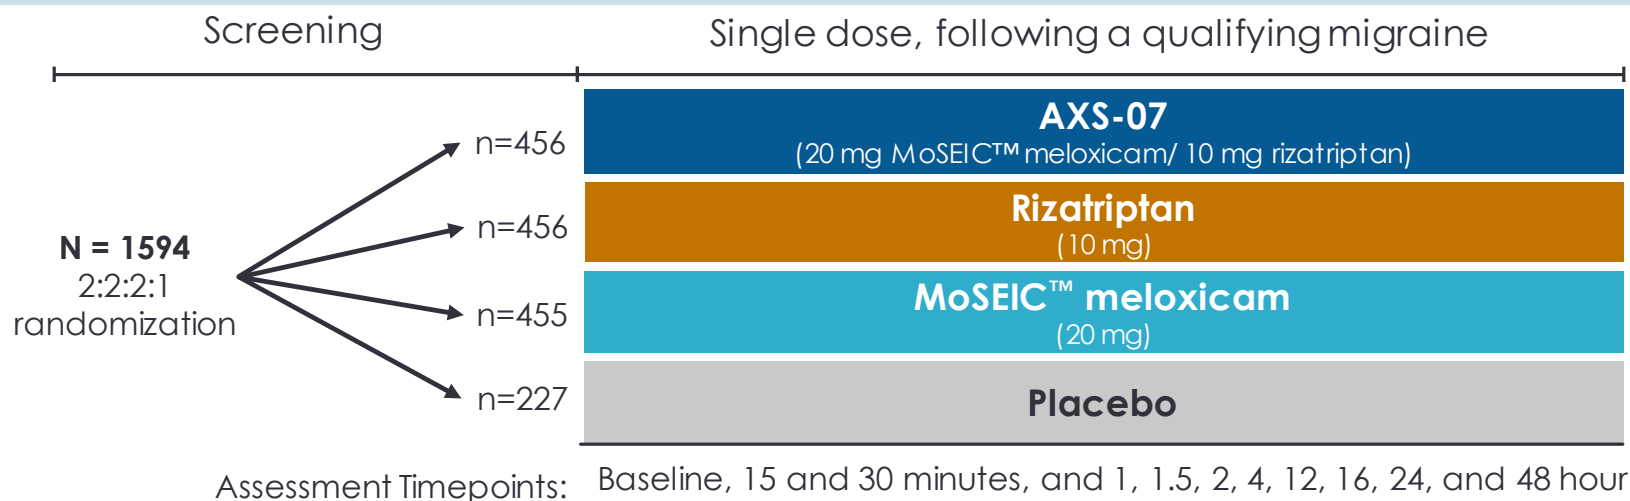 Screening
Single dose, following a qualifying migraine
n=456
AXS-07
(20 mg MoSEIC™ meloxicam/ 10 mg rizatriptan)
n=456
Rizatriptan
(10 mg)
N = 1594
2:2:2:1
randomization
n=455
MoSEIC™ meloxicam
(20 mg)
n=227
Placebo
Assessment Timepoints:
Baseline, 15 and 30 minutes, and 1, 1.5, 2, 4, 12, 16, 24, and 48 hour